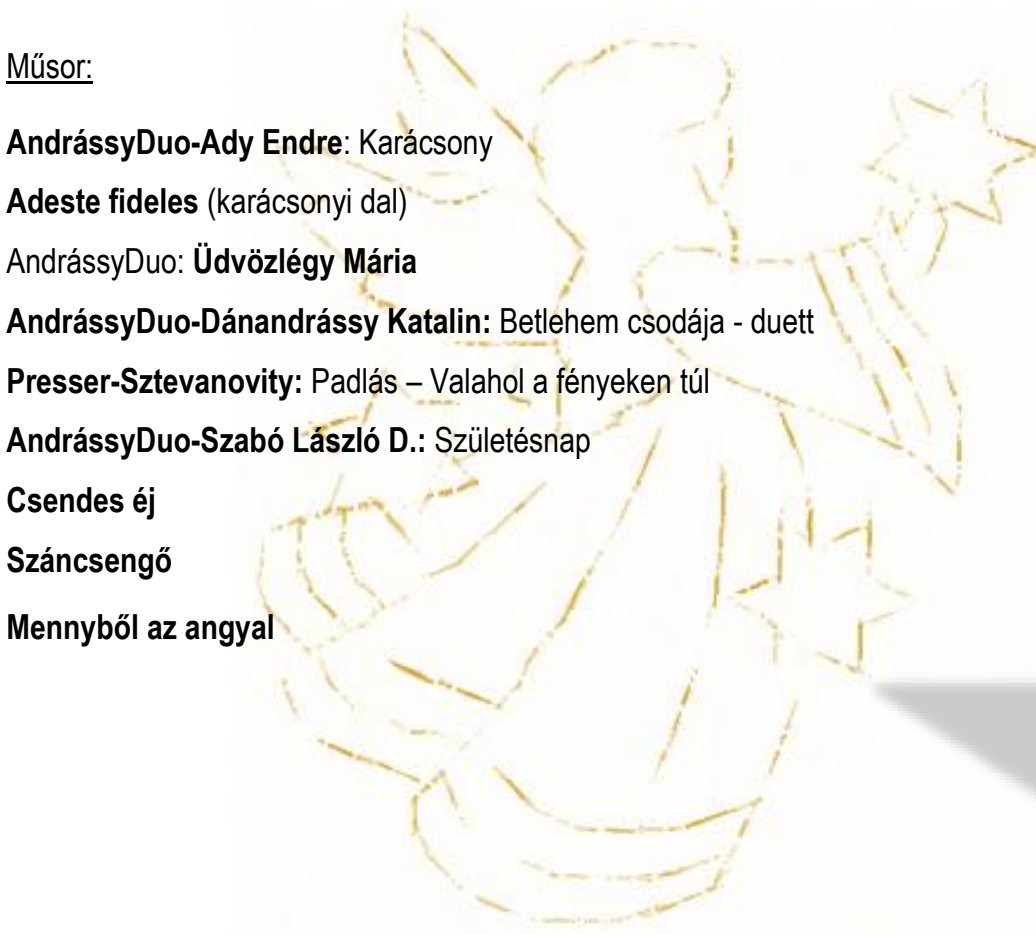 Műsor:
AndrássyDuo-Ady Endre: Karácsony
Adeste fideles (karácsonyi dal)
AndrássyDuo: Üdvözlégy Mária
AndrássyDuo-Dánandrássy Katalin: Betlehem csodája - duett
Presser-Sztevanovity: Padlás – Valahol a fényeken túl
AndrássyDuo-Szabó László D.: Születésnap
Csendes éj
Száncsengő
Mennyből az angyal